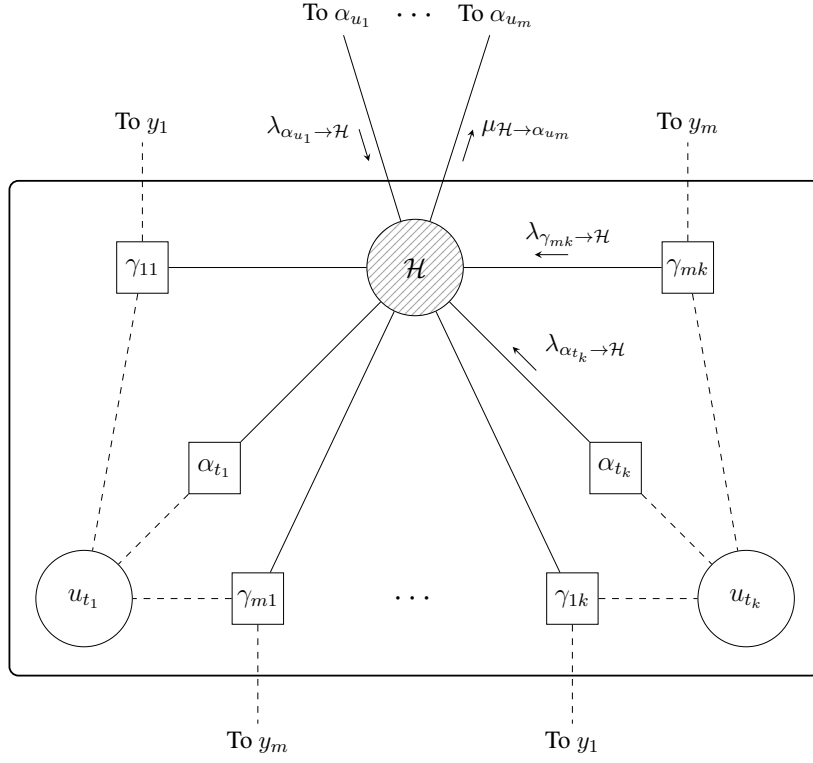 To α_{u_1} ··· To α_{u_m}
λ_{α_{u_1}→ℋ} μ_{ℋ→α_{u_m}}
To y_1 To y_m
λ_{γ_{mk}→ℋ}
γ_{11} ℋ γ_{mk}
λ_{α_{t_k}→ℋ}
α_{t_1} α_{t_k}
u_{t_1} γ_{m1} ··· γ_{1k} u_{t_k}
To y_m To y_1